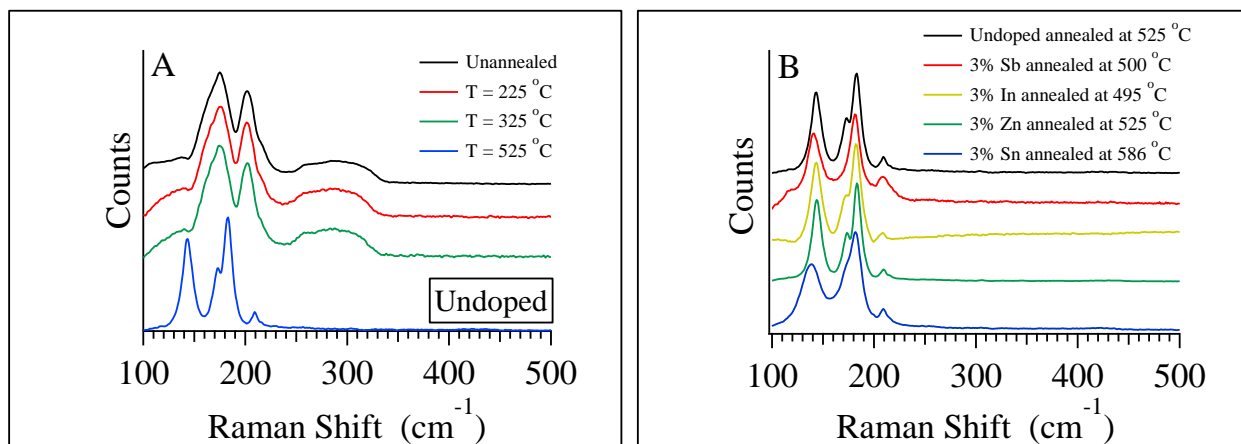 A
Unannealed
T = 225 °C
T = 325 °C
T = 525 °C
Counts
Undoped
100 200 300 400 500
Raman Shift (cm-1)
B
Undoped annealed at 525 °C
3% Sb annealed at 500 °C
3% In annealed at 495 °C
3% Zn annealed at 525 °C
3% Sn annealed at 586 °C
Counts
100 200 300 400 500
Raman Shift (cm-1)